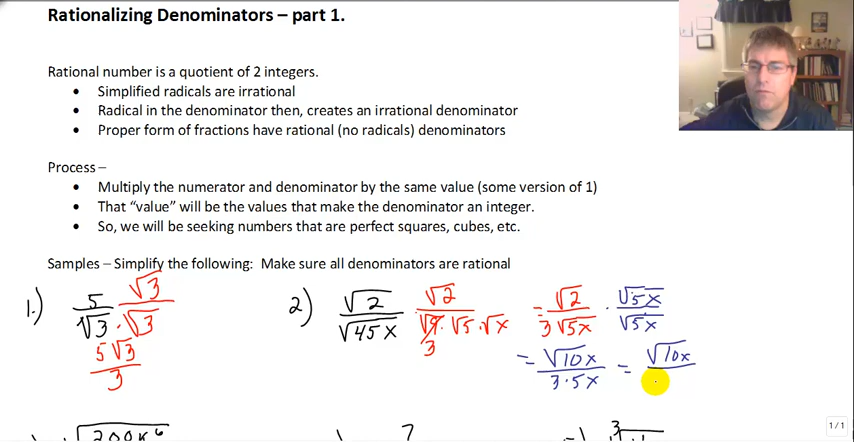 Rationalizing Denominators – part 1.
Rational number is a quotient of 2 integers.
• Simplified radicals are irrational
• Radical in the denominator then, creates an irrational denominator
• Proper form of fractions have rational (no radicals) denominators
Process –
• Multiply the numerator and denominator by the same value (some version of 1)
• That “value” will be the values that make the denominator an integer.
• So, we will be seeking numbers that are perfect squares, cubes, etc.
Samples – Simplify the following: Make sure all denominators are rational
1.) 5/√3 · √3/√3
5√3/3
2.) √2/√45x √2/√9·√5·√x = √2/3√5x · √5x/√5x
3
= √10x/3·5x = √10x
√200x⁶ 7 3
1/1